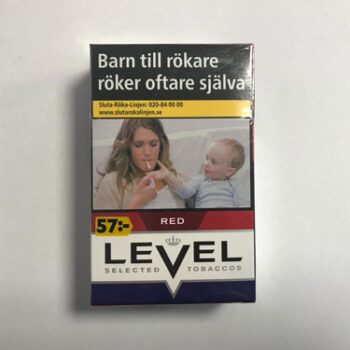 Barn till rökare
röker oftare själva
Sluta-Röka-Linjen: 020-84 00 00
www.slutarokalinjen.se
57:-
RED
LEVEL
SELECTED TOBACCOS